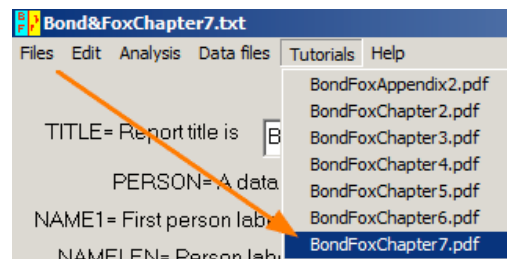 Bond&FoxChapter7.txt
Files Edit Analysis Data files Tutorials Help
BondFoxAppendix2.pdf
BondFoxChapter2.pdf
TITLE= Report title is B
BondFoxChapter3.pdf
BondFoxChapter4.pdf
PERSON= A data
BondFoxChapter5.pdf
NAME1= First person labe
BondFoxChapter6.pdf
BondFoxChapter7.pdf
NAMELEN= Person labe